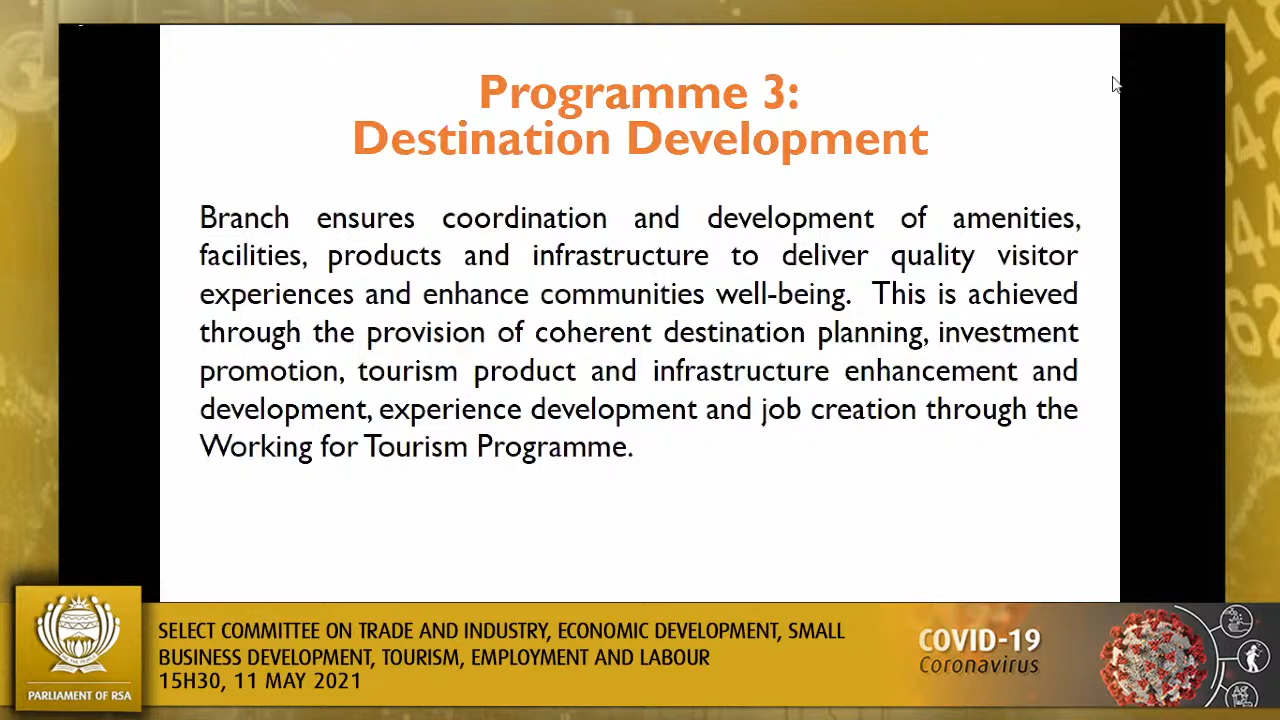 Programme 3:
Destination Development
Branch ensures coordination and development of amenities,
facilities, products and infrastructure to deliver quality visitor
experiences and enhance communities well-being. This is achieved
through the provision of coherent destination planning, investment
promotion, tourism product and infrastructure enhancement and
development, experience development and job creation through the
Working for Tourism Programme.
SELECT COMMITTEE ON TRADE AND INDUSTRY, ECONOMIC DEVELOPMENT, SMALL
BUSINESS DEVELOPMENT, TOURISM, EMPLOYMENT AND LABOUR
15H30, 11 MAY 2021
PARLIAMENT OF RSA
COVID-19
Coronavirus